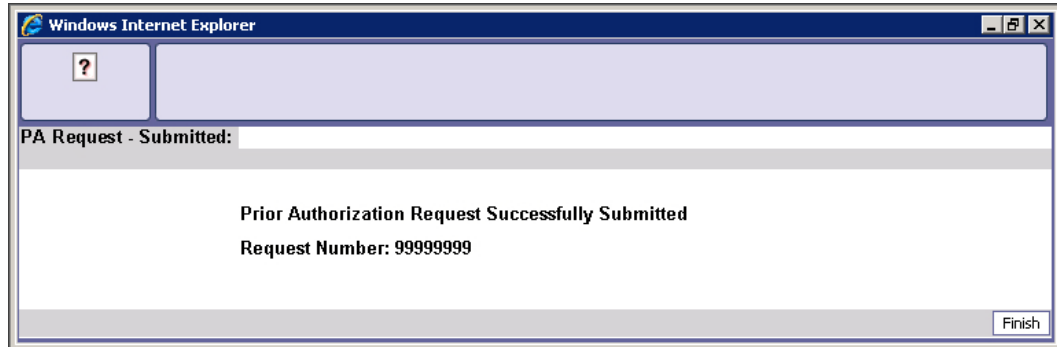 Windows Internet Explorer
?
PA Request - Submitted:
Prior Authorization Request Successfully Submitted
Request Number: 99999999
Finish